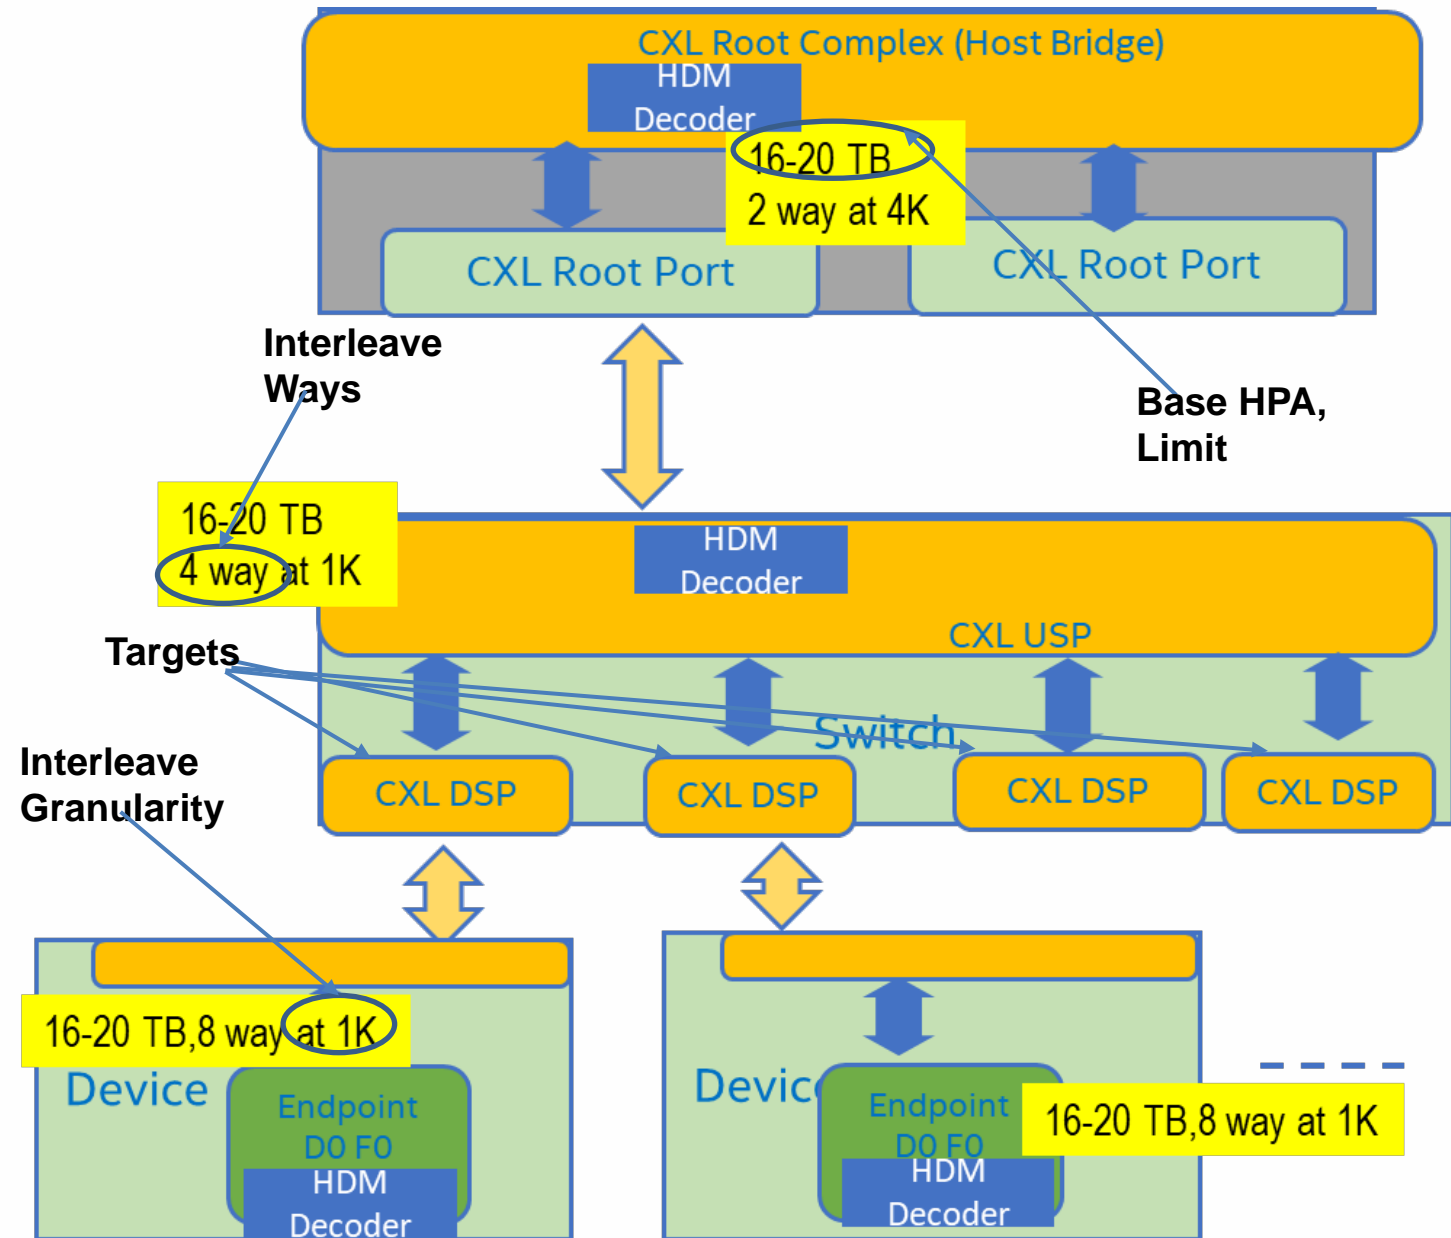 CXL Root Complex (Host Bridge)
HDM
Decoder
16-20 TB
2 way at 4K
CXL Root Port
CXL Root Port
Interleave
Ways
Base HPA,
Limit
16-20 TB
4 way at 1K
HDM
Decoder
CXL USP
Targets
Switch
Interleave
Granularity
CXL DSP
CXL DSP
CXL DSP
CXL DSP
16-20 TB,8 way at 1K
Device
Endpoint
D0 F0
HDM
Decoder
Device
Endpoint
D0 F0
HDM
Decoder
16-20 TB,8 way at 1K